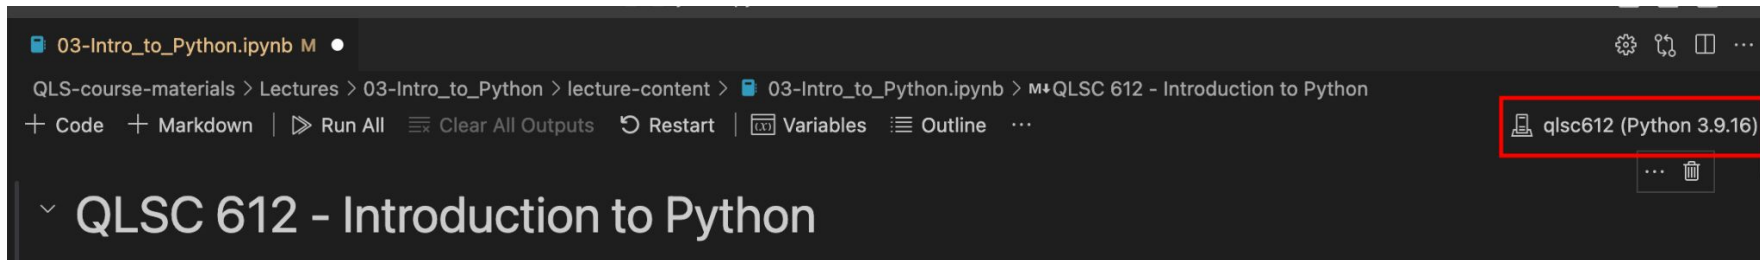 03-Intro_to_Python.ipynb M
QLS-course-materials > Lectures > 03-Intro_to_Python > lecture-content > 03-Intro_to_Python.ipynb > M↓QLSC 612 - Introduction to Python
+ Code + Markdown | Run All Clear All Outputs Restart | (x) Variables Outline ···
qlsc612 (Python 3.9.16)
QLSC 612 - Introduction to Python